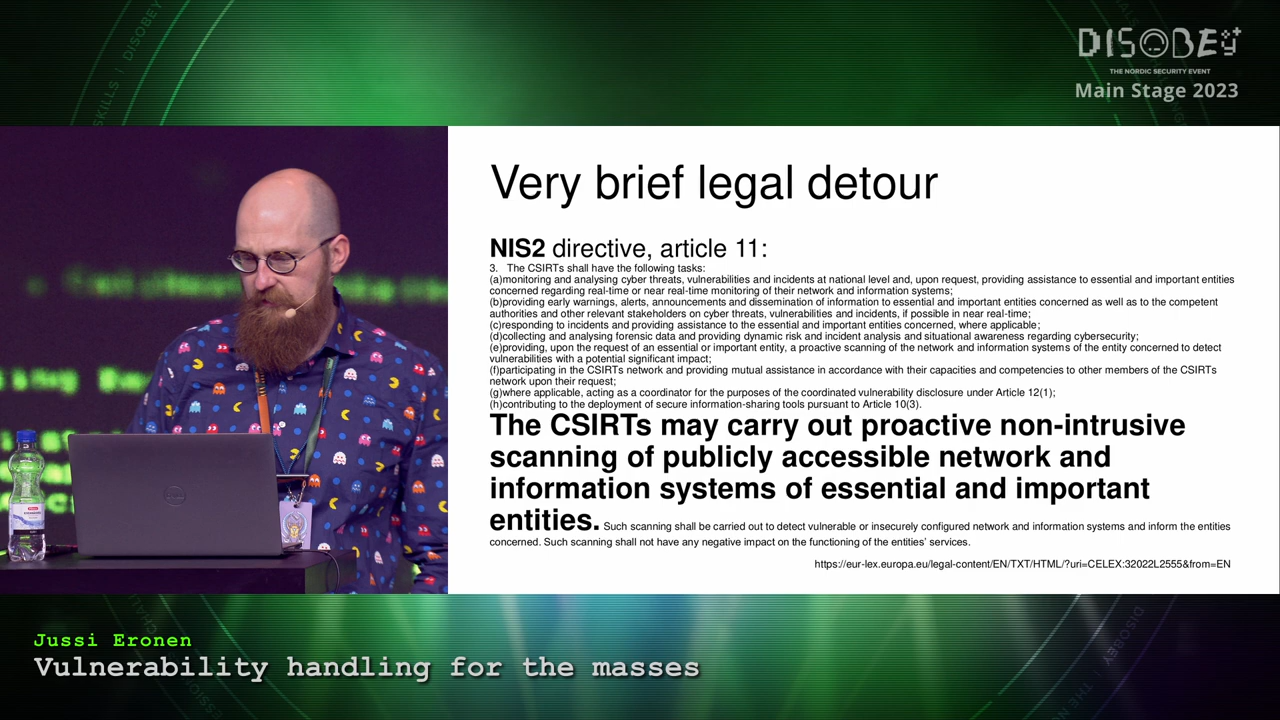 DISOBEY
THE NORDIC SECURITY EVENT
Main Stage 2023
Very brief legal detour
NIS2 directive, article 11:
3. The CSIRTs shall have the following tasks:
(a)monitoring and analysing cyber threats, vulnerabilities and incidents at national level and, upon request, providing assistance to essential and important entities
concerned regarding real-time or near real-time monitoring of their network and information systems;
(b)providing early warnings, alerts, announcements and dissemination of information to essential and important entities concerned as well as to the competent
authorities and other relevant stakeholders on cyber threats, vulnerabilities and incidents, if possible in near real-time;
(c)responding to incidents and providing assistance to the essential and important entities concerned, where applicable;
(d)collecting and analysing forensic data and providing dynamic risk and incident analysis and situational awareness regarding cybersecurity;
(e)providing, upon the request of an essential or important entity, a proactive scanning of the network and information systems of the entity concerned to detect
vulnerabilities with a potential significant impact;
(f)participating in the CSIRTs network and providing mutual assistance in accordance with their capacities and competencies to other members of the CSIRTs
network upon their request;
(g)where applicable, acting as a coordinator for the purposes of the coordinated vulnerability disclosure under Article 12(1);
(h)contributing to the deployment of secure information-sharing tools pursuant to Article 10(3).
The CSIRTs may carry out proactive non-intrusive
scanning of publicly accessible network and
information systems of essential and important
entities. Such scanning shall be carried out to detect vulnerable or insecurely configured network and information systems and inform the entities
concerned. Such scanning shall not have any negative impact on the functioning of the entities’ services.
https://eur-lex.europa.eu/legal-content/EN/TXT/HTML/?uri=CELEX:32022L2555&from=EN
Jussi Eronen
Vulnerability handling for the masses